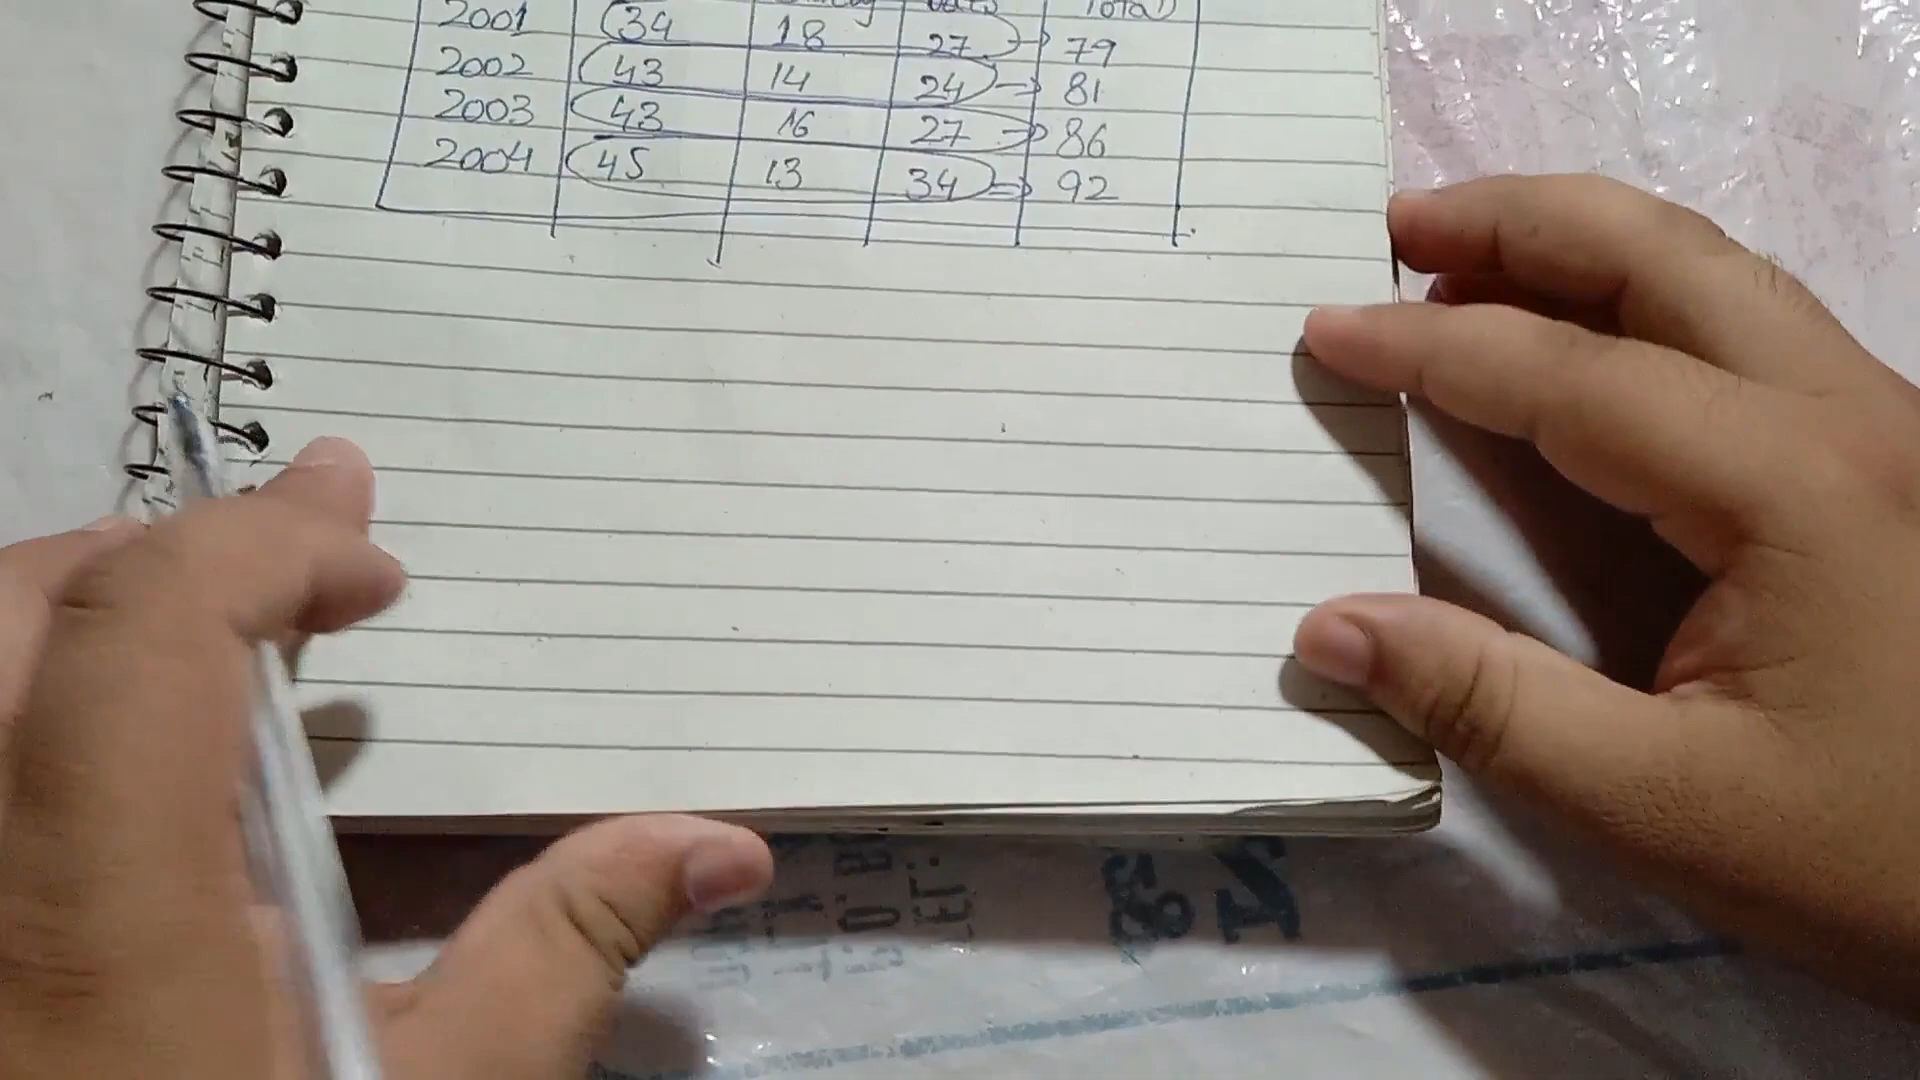 Total
2001 34 18 27 → 79
2002 43 14 24 → 81
2003 43 16 27 → 86
2004 45 13 34 ⇒ 92